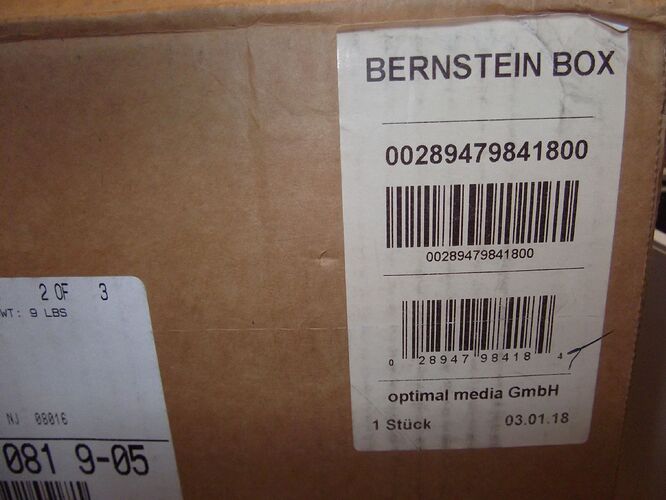 BERNSTEIN BOX
00289479841800
00289479841800
0 28947 98418 4
optimal media GmbH
1 Stück 03.01.18
2 OF 3
WT: 9 LBS
NJ 08016
081 9-05